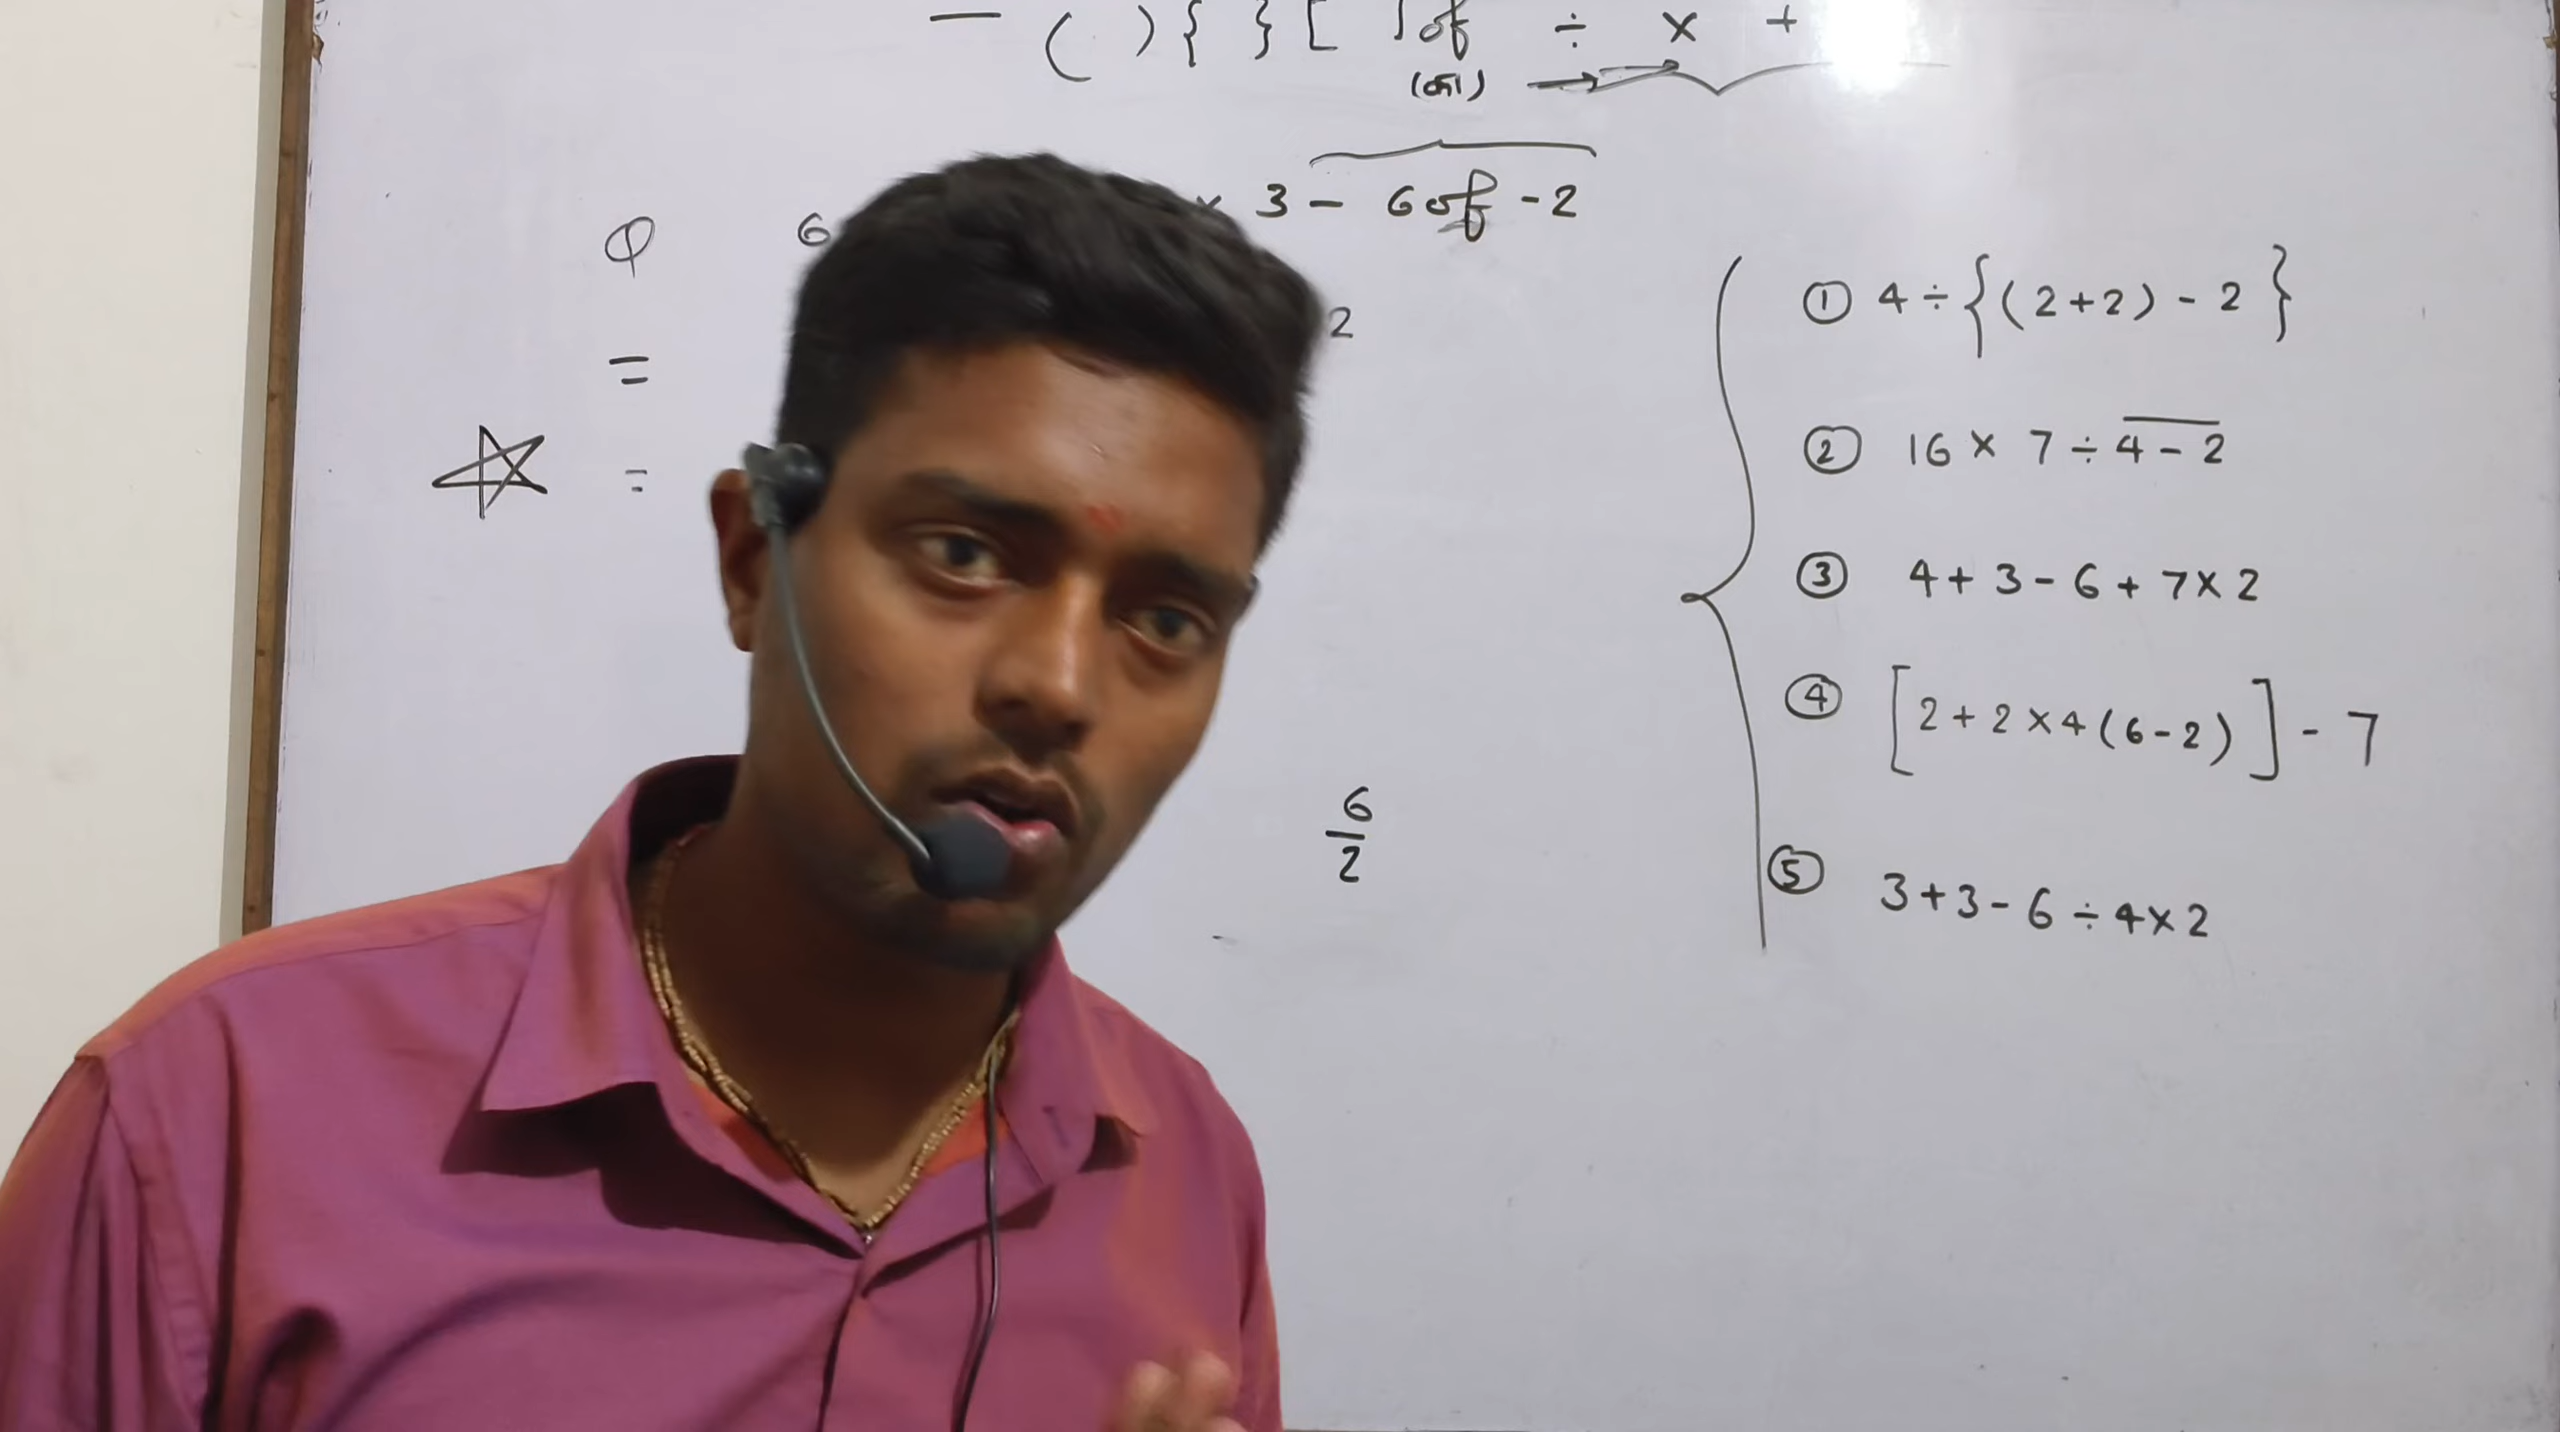 — ( ) { } [ ] of ÷ × +
(का)
Q 6 × 3 - 6 of -2
= 2
=
6
2
① 4 ÷ { ( 2 + 2 ) - 2 }
② 16 × 7 ÷ 4 - 2
③ 4 + 3 - 6 + 7 × 2
④ [ 2 + 2 × 4 ( 6 - 2 ) ] - 7
⑤ 3 + 3 - 6 ÷ 4 × 2